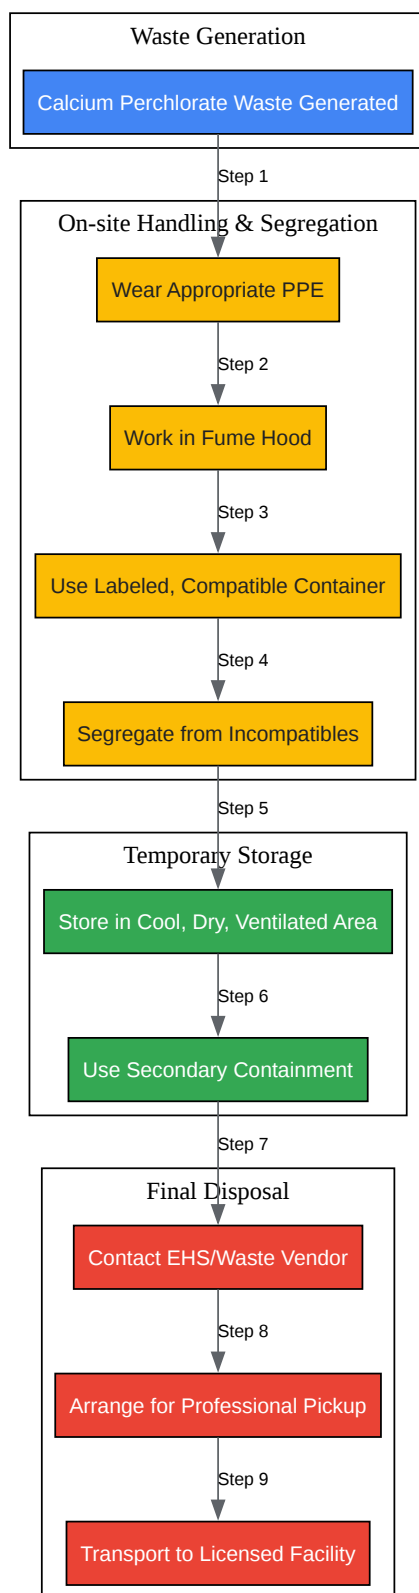 Waste Generation
Calcium Perchlorate Waste Generated
Step 1
On-site Handling & Segregation
Wear Appropriate PPE
Step 2
Work in Fume Hood
Step 3
Use Labeled, Compatible Container
Step 4
Segregate from Incompatibles
Step 5
Temporary Storage
Store in Cool, Dry, Ventilated Area
Step 6
Use Secondary Containment
Step 7
Final Disposal
Contact EHS/Waste Vendor
Step 8
Arrange for Professional Pickup
Step 9
Transport to Licensed Facility